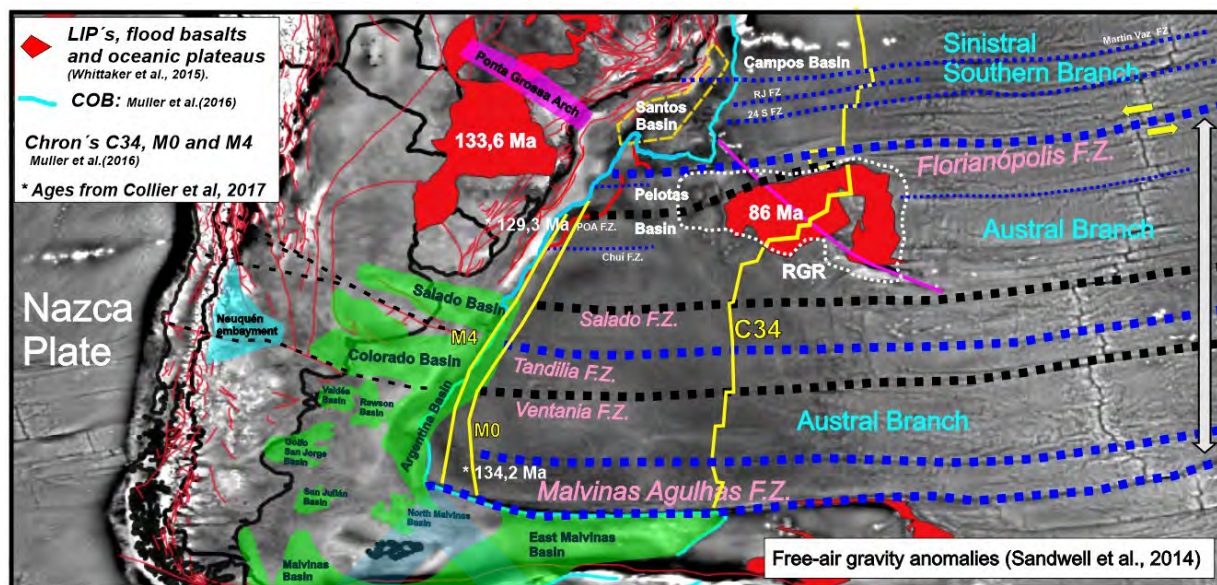 LIP´s, flood basalts
and oceanic plateaus
(Whittaker et al., 2015).
COB: Muller et al.(2016)
Chron´s C34, M0 and M4
Muller et al.(2016)
* Ages from Collier et al, 2017
Ponta Grossa Arch
133,6 Ma
Campos Basin
Santos
Basin
Martin Vaz FZ
Sinistral
Southern Branch
RJ FZ
24 S FZ
Florianópolis F.Z.
Pelotas
Basin
* 129,3 Ma
POA F.Z.
Chuí F.Z.
86 Ma
RGR
Austral Branch
Nazca
Plate
Neuquén
embayment
Salado Basin
Colorado Basin
M4
Salado F.Z.
C34
Tandilia F.Z.
Ventania F.Z.
Valdés
Basin
Rawson
Basin
Argentina Basin
M0
Austral Branch
Golfo
San Jorge
Basin
* 134,2 Ma
Malvinas Agulhas F.Z.
San Julián
Basin
North Malvinas
Basin
East Malvinas
Basin
Malvinas
Basin
Free-air gravity anomalies (Sandwell et al., 2014)